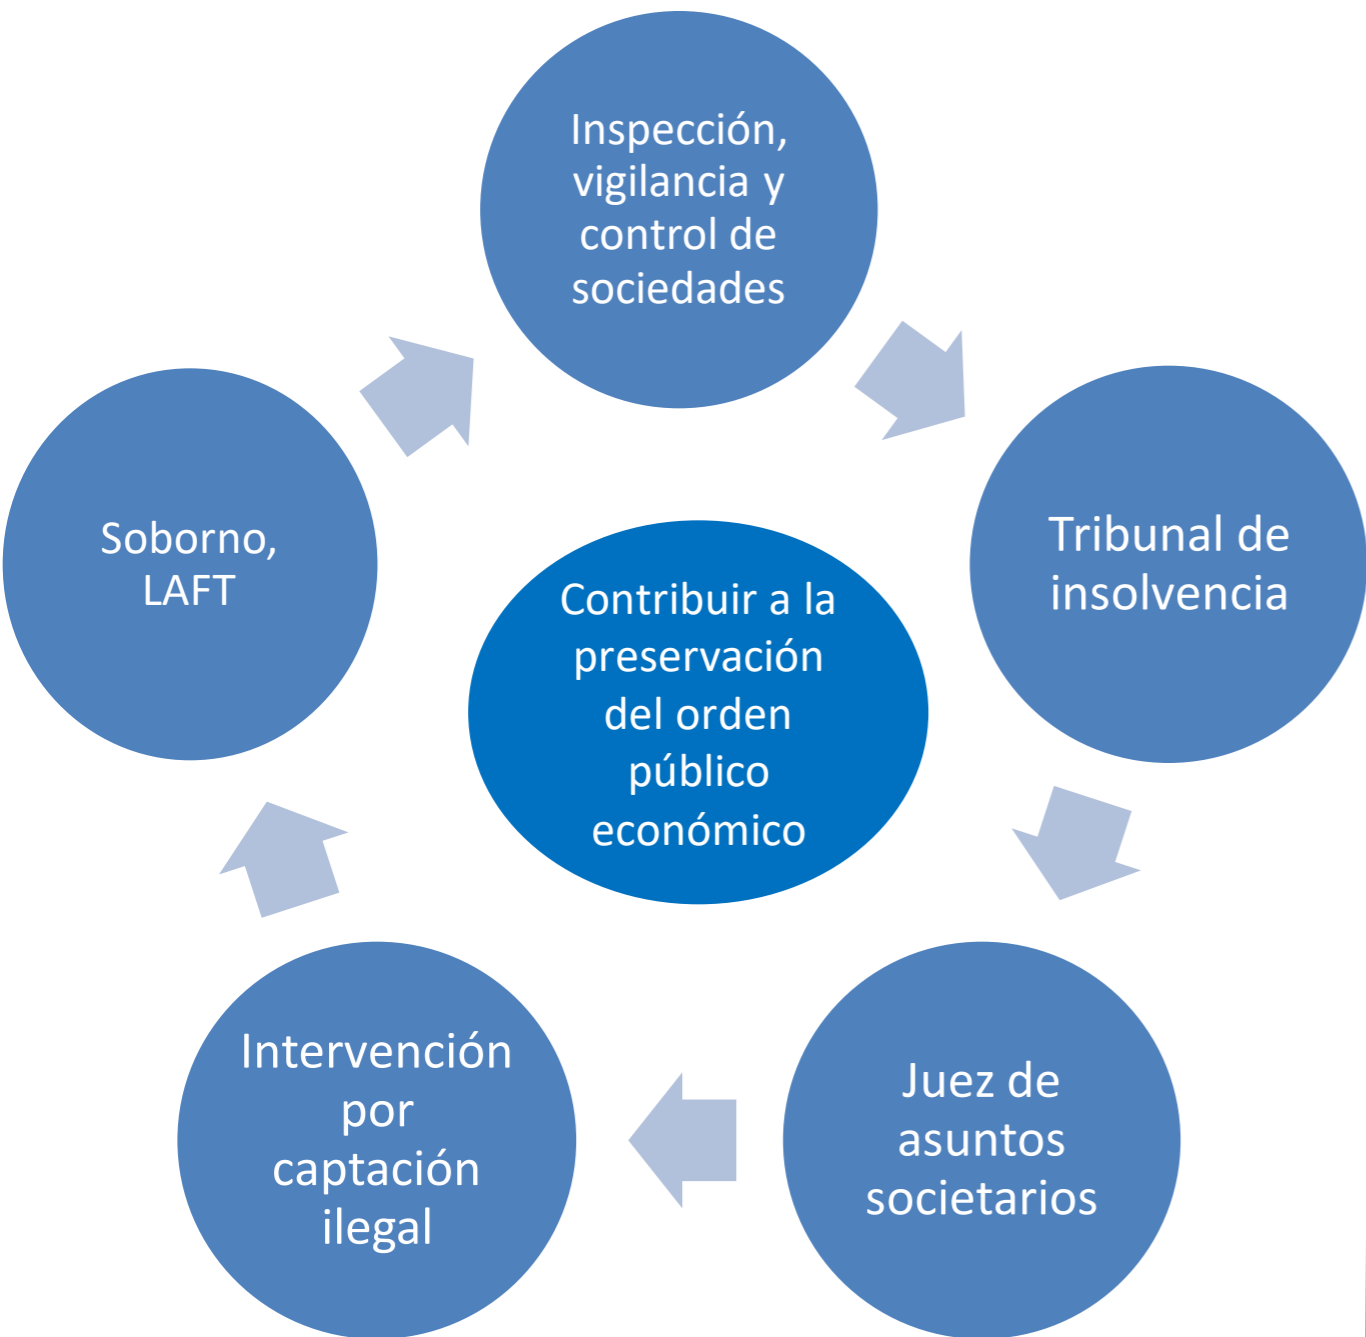 Inspección,
vigilancia y
control de
sociedades
Tribunal de
insolvencia
Juez de
asuntos
societarios
Intervención
por
captación
ilegal
Soborno,
LAFT
Contribuir a la
preservación
del orden
público
económico